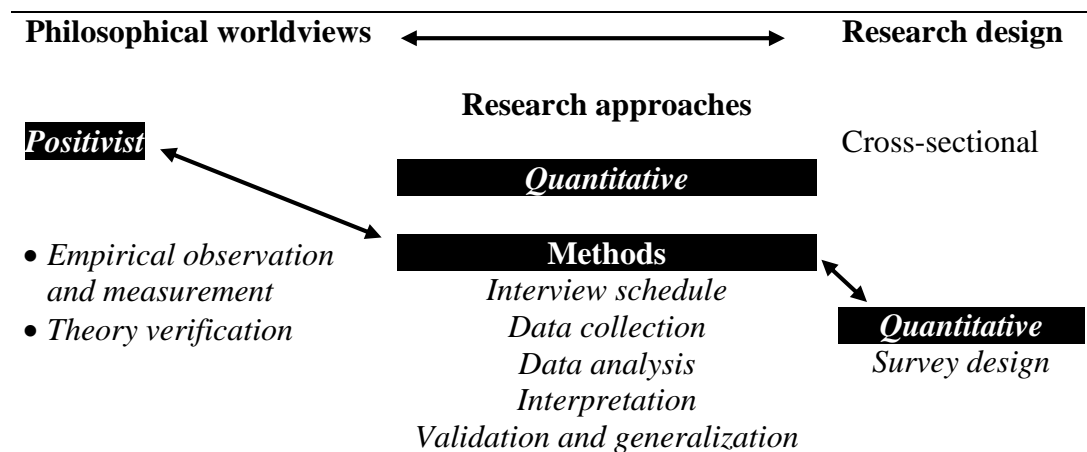 Philosophical worldviews
Research design
Research approaches
Positivist
Cross-sectional
Quantitative
• Empirical observation
and measurement
• Theory verification
Methods
Interview schedule
Data collection
Data analysis
Interpretation
Validation and generalization
Quantitative
Survey design